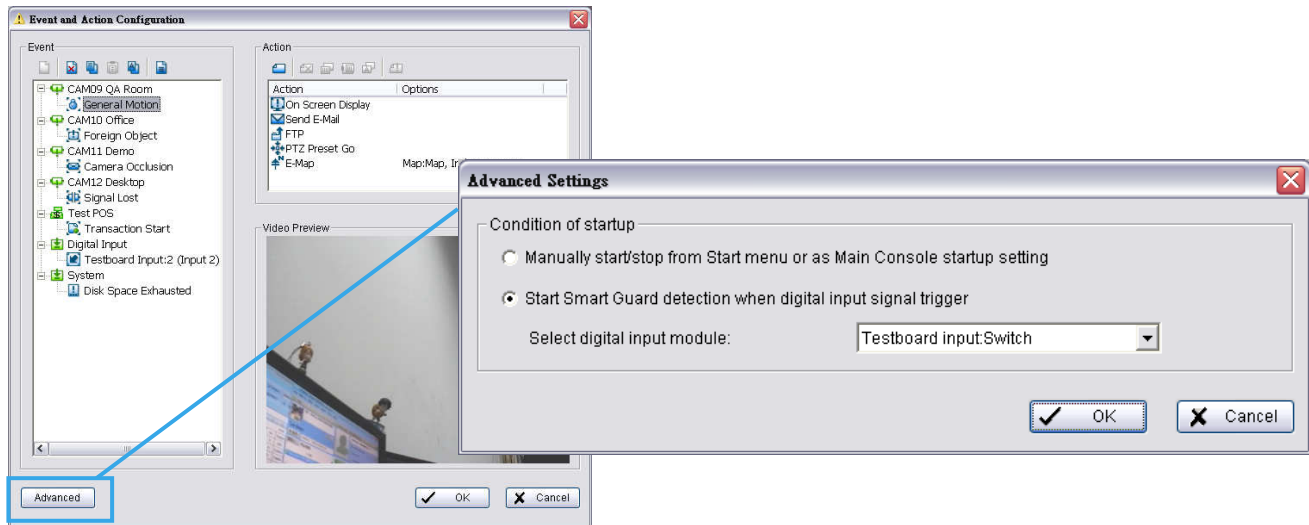 Event and Action Configuration
Event
CAM09 QA Room
General Motion
CAM10 Office
Foreign Object
CAM11 Demo
Camera Occlusion
CAM12 Desktop
Signal Lost
Test POS
Transaction Start
Digital Input
Testboard Input:2 (Input 2)
System
Disk Space Exhausted
Advanced
Action
Action Options
On Screen Display
Send E-Mail
FTP
PTZ Preset Go
E-Map Map:Map,
Video Preview
OK Cancel
Advanced Settings
Condition of startup
Manually start/stop from Start menu or as Main Console startup setting
Start Smart Guard detection when digital input signal trigger
Select digital input module: Testboard input:Switch
OK Cancel